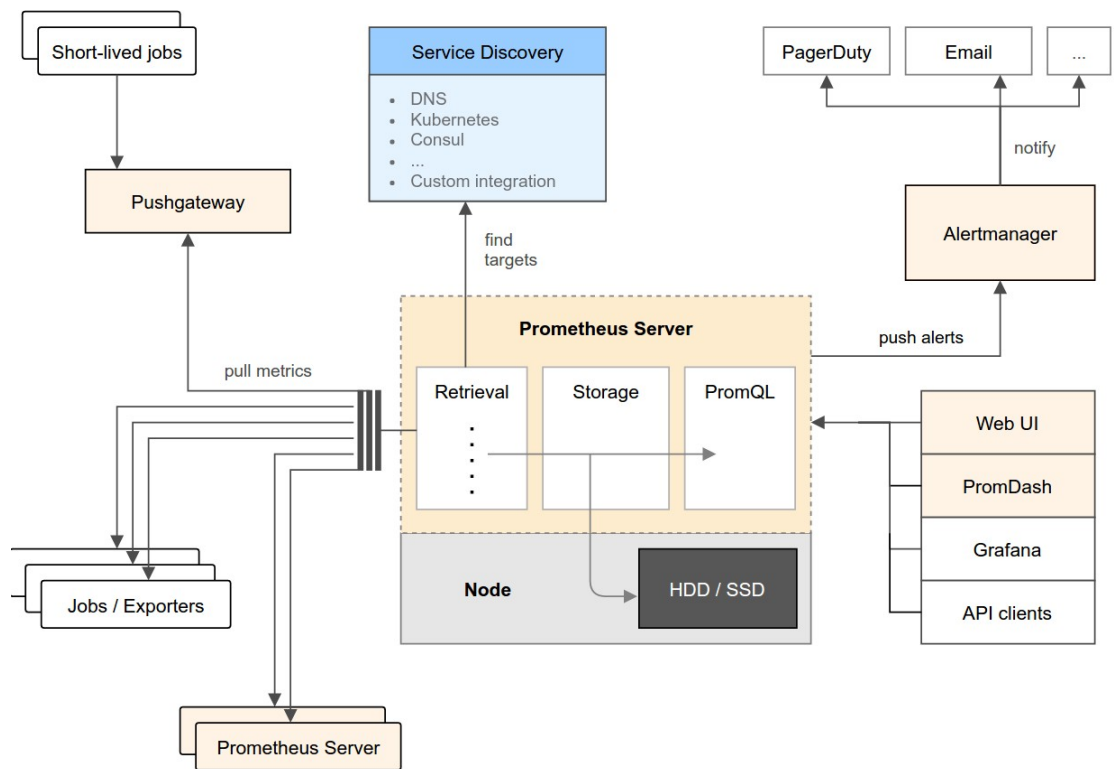 Short-lived jobs
Service Discovery
• DNS
• Kubernetes
• Consul
• ...
• Custom integration
PagerDuty
Email
...
notify
Pushgateway
Alertmanager
find
targets
Prometheus Server
push alerts
pull metrics
Retrieval
Storage
PromQL
Web UI
PromDash
Grafana
API clients
Node
HDD / SSD
Jobs / Exporters
Prometheus Server